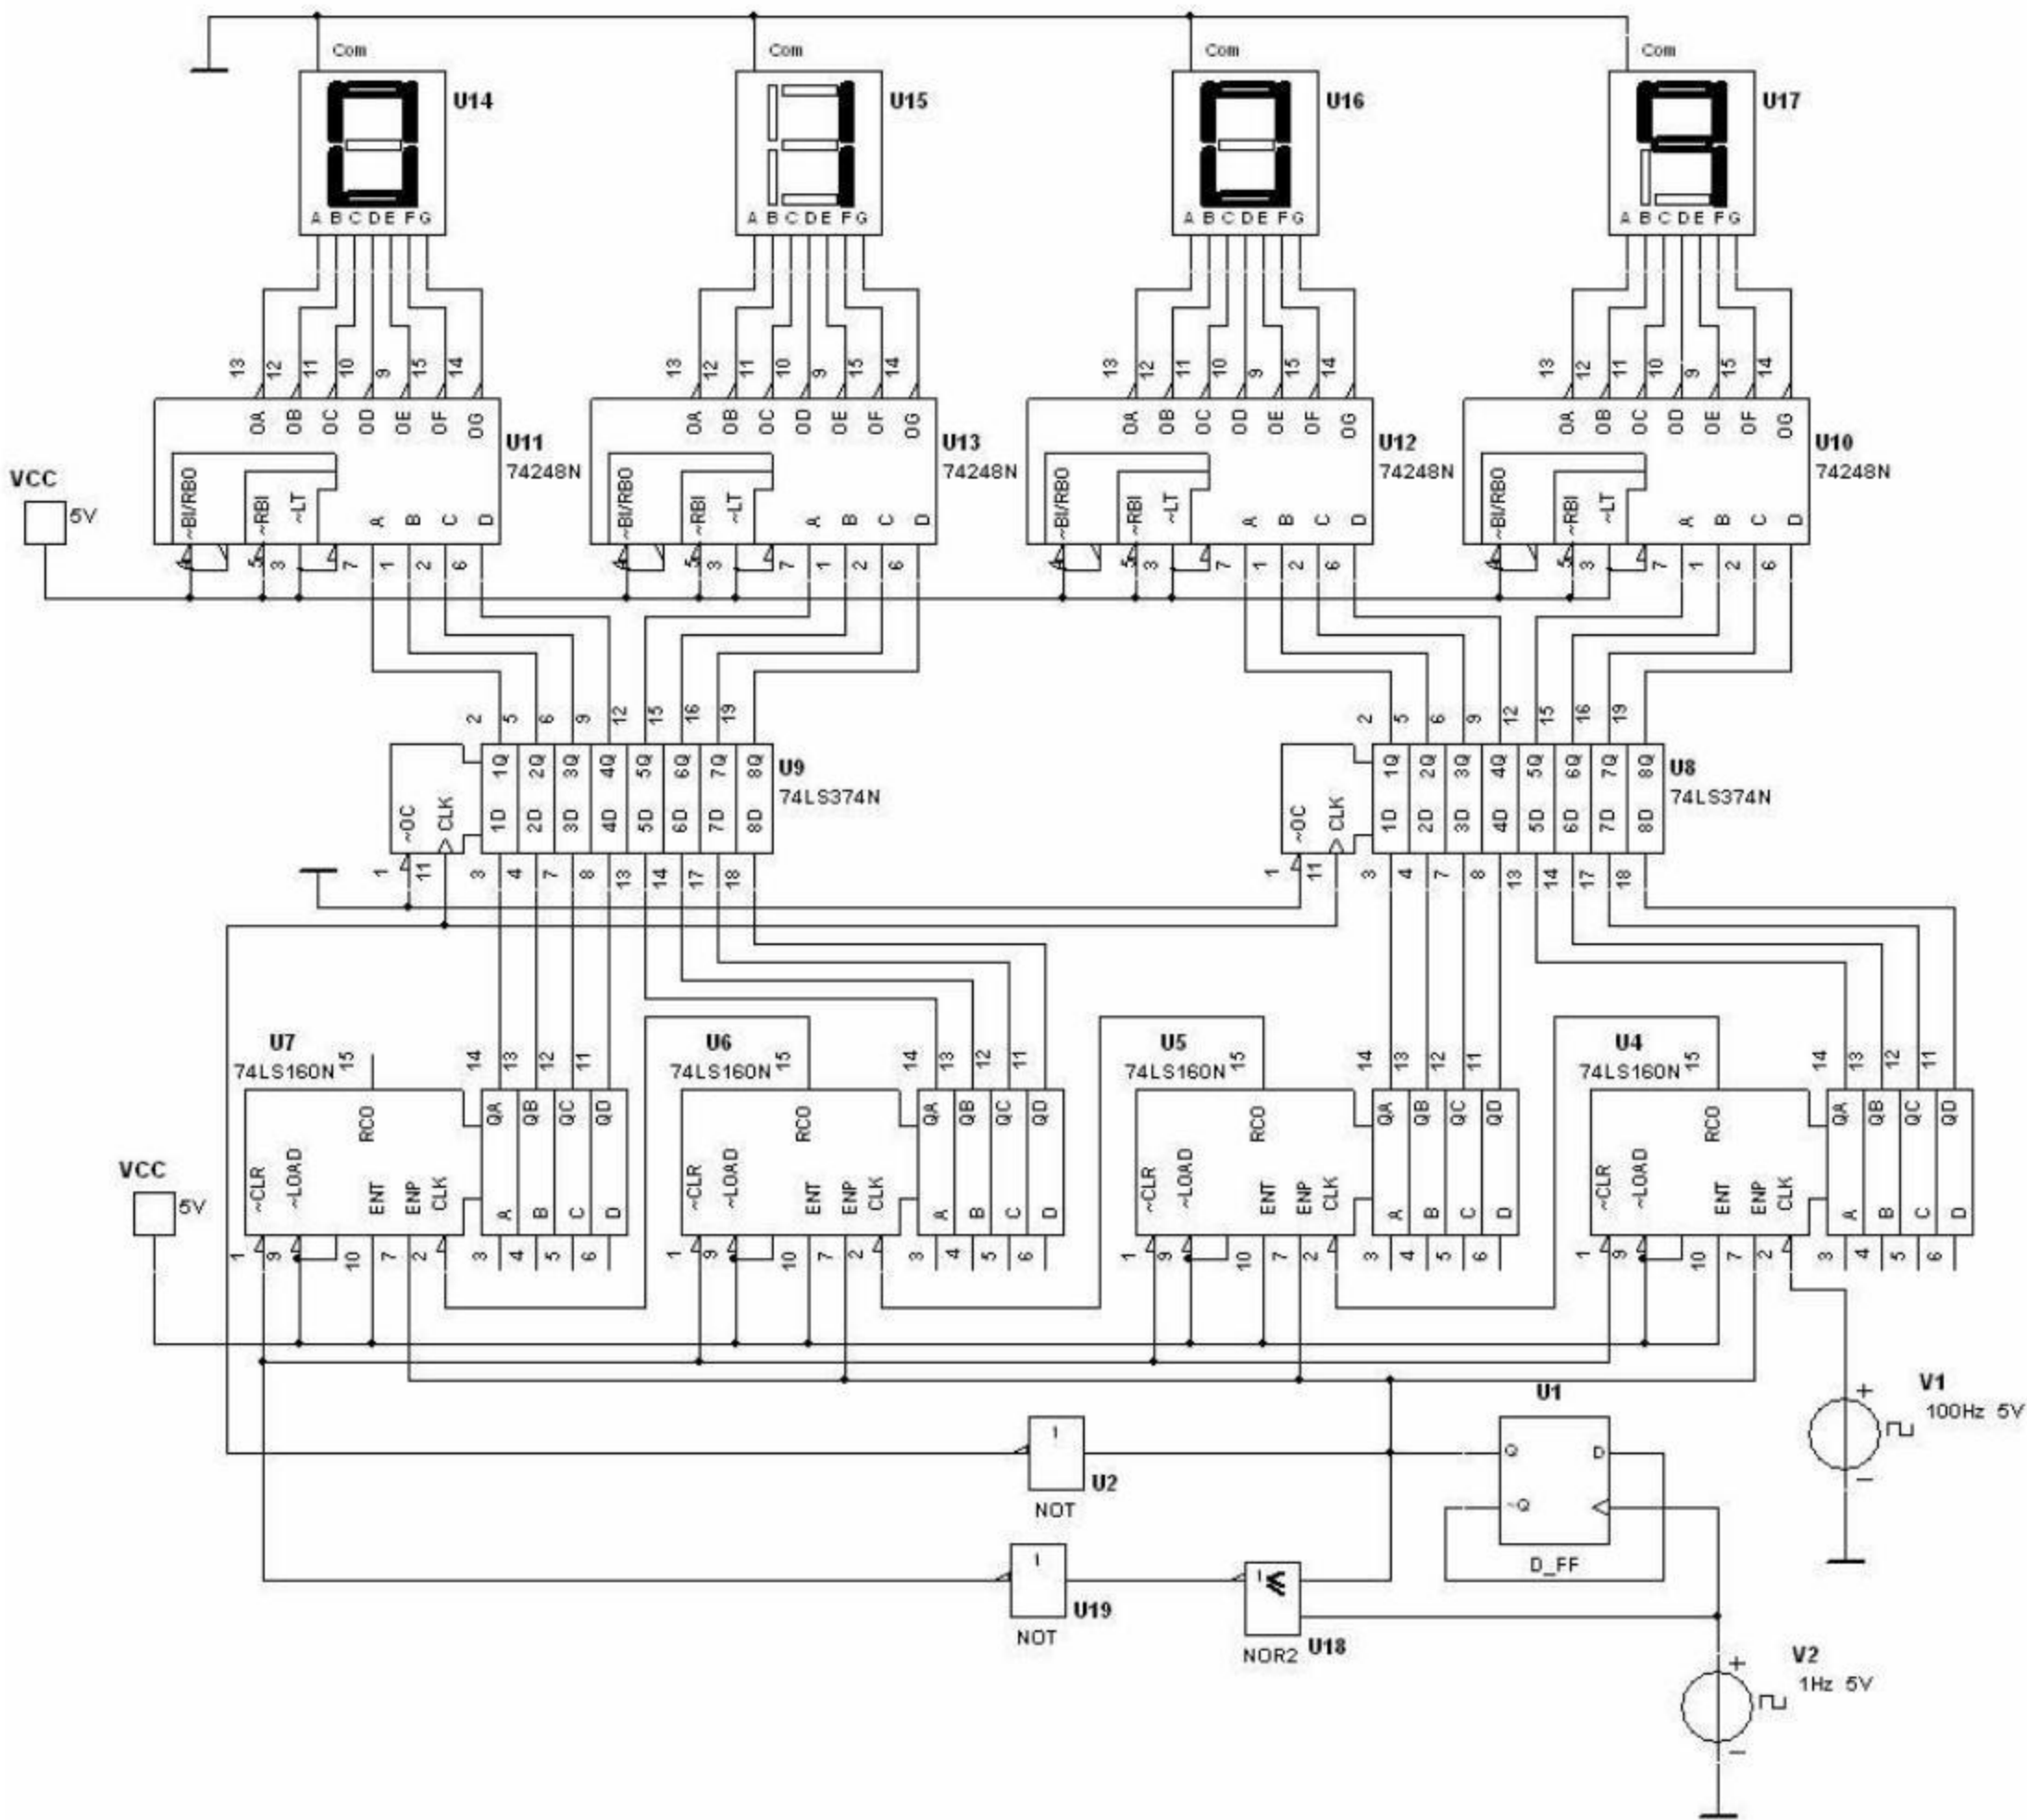 Com Com Com
U14 U15 U16 U17
A B C D E F G A B C D E F G A B C D E F G A B C D E F G
13 12 11 10 9 15 14 13 12 11 10 9 15 14 13 12 11 10 9 15 14 13 12 11 10 9 15 14
OA OB OC OD OE OF OG OA OB OC OD OE OF OG OA OB OC OD OE OF OG OA OB OC OD OE OF OG
U11 U13 U12 U10
74248N 74248N 74248N 74248N
VCC
5V
~BI/RBO ~RBI ~LT A B C D ~BI/RBO ~RBI ~LT A B C D ~BI/RBO ~RBI ~LT A B C D ~BI/RBO ~RBI ~LT A B C D
4 5 3 7 1 2 6 4 5 3 7 1 2 6 4 5 3 7 1 2 6 4 5 3 7 1 2 6
2 5 6 9 12 15 16 19 2 5 6 9 12 15 16 19
1Q 2Q 3Q 4Q 5Q 6Q 7Q 8Q U9 1Q 2Q 3Q 4Q 5Q 6Q 7Q 8Q U8
74LS374N 74LS374N
~OC CLK 1D 2D 3D 4D 5D 6D 7D 8D ~OC CLK 1D 2D 3D 4D 5D 6D 7D 8D
1 11 3 4 7 8 13 14 17 18 1 11 3 4 7 8 13 14 17 18
U7 U6 U5 U4
74LS160N 15 14 13 12 11 74LS160N 15 14 13 12 11 74LS160N 15 14 13 12 11 74LS160N 15 14 13 12 11
RCO QA QB QC QD RCO QA QB QC QD RCO QA QB QC QD RCO QA QB QC QD
VCC
5V
~CLR ~LOAD ENT ENP CLK A B C D ~CLR ~LOAD ENT ENP CLK A B C D ~CLR ~LOAD ENT ENP CLK A B C D ~CLR ~LOAD ENT ENP CLK A B C D
1 9 10 7 2 3 4 5 6 1 9 10 7 2 3 4 5 6 1 9 10 7 2 3 4 5 6 1 9 10 7 2 3 4 5 6
U1
V1
100Hz 5V
+
−
1
U2
NOT
Q D
~Q
D_FF
1
U19
NOT
1
U18
NOR2
V2
1Hz 5V
+
−